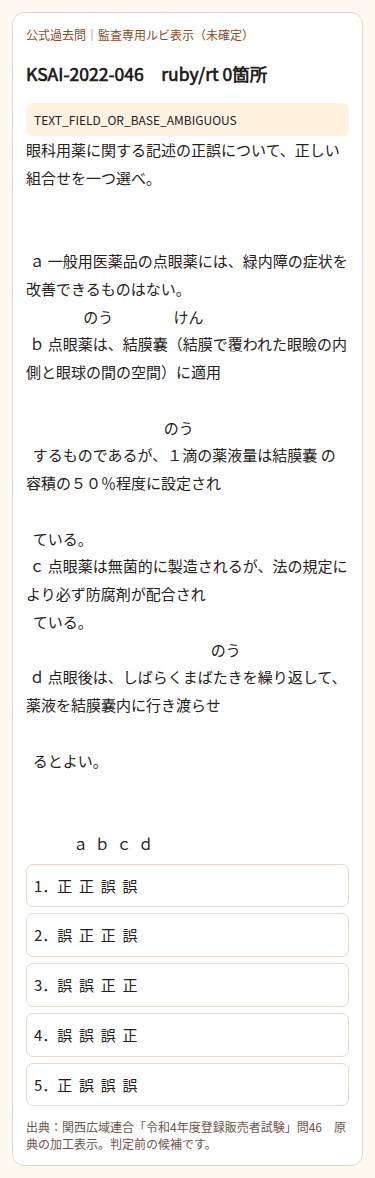 公式過去問｜監査専用ルビ表示（未確定）
KSAI-2022-046　ruby/rt 0箇所
TEXT_FIELD_OR_BASE_AMBIGUOUS
眼科用薬に関する記述の正誤について、正しい
組合せを一つ選べ。
ａ 一般用医薬品の点眼薬には、緑内障の症状を
改善できるものはない。
のう　　　　けん
ｂ 点眼薬は、結膜嚢（結膜で覆われた眼瞼の内
側と眼球の間の空間）に適用
のう
するものであるが、１滴の薬液量は結膜嚢 の
容積の５０％程度に設定され
ている。
ｃ 点眼薬は無菌的に製造されるが、法の規定に
より必ず防腐剤が配合され
ている。
のう
ｄ 点眼後は、しばらくまばたきを繰り返して、
薬液を結膜嚢内に行き渡らせ
るとよい。
ａ ｂ ｃ ｄ
1．正 正 誤 誤
2．誤 正 正 誤
3．誤 誤 正 正
4．誤 誤 誤 正
5．正 誤 誤 誤
出典：関西広域連合「令和4年度登録販売者試験」問46　原
典の加工表示。判定前の候補です。